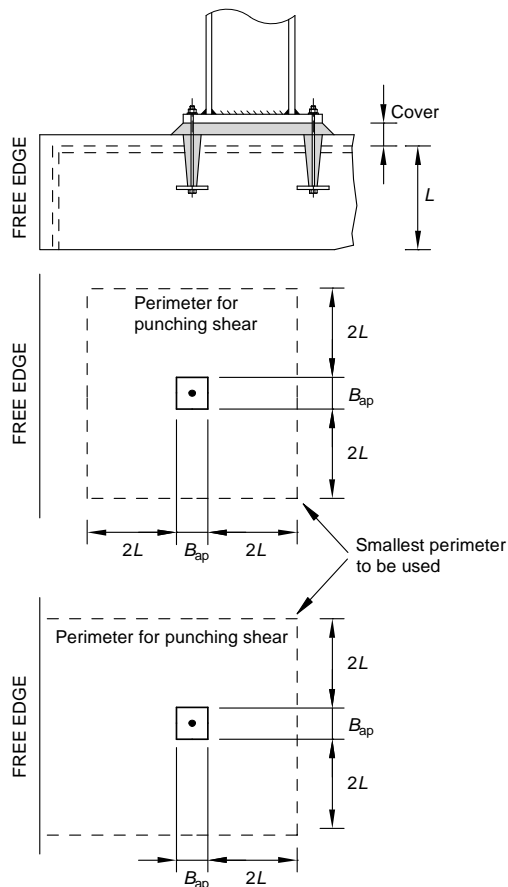 Cover
FREE EDGE
L
Perimeter for
punching shear
FREE EDGE
2L
Bap
2L
2L
Bap
2L
Smallest perimeter
to be used
Perimeter for punching shear
FREE EDGE
2L
Bap
2L
Bap
2L